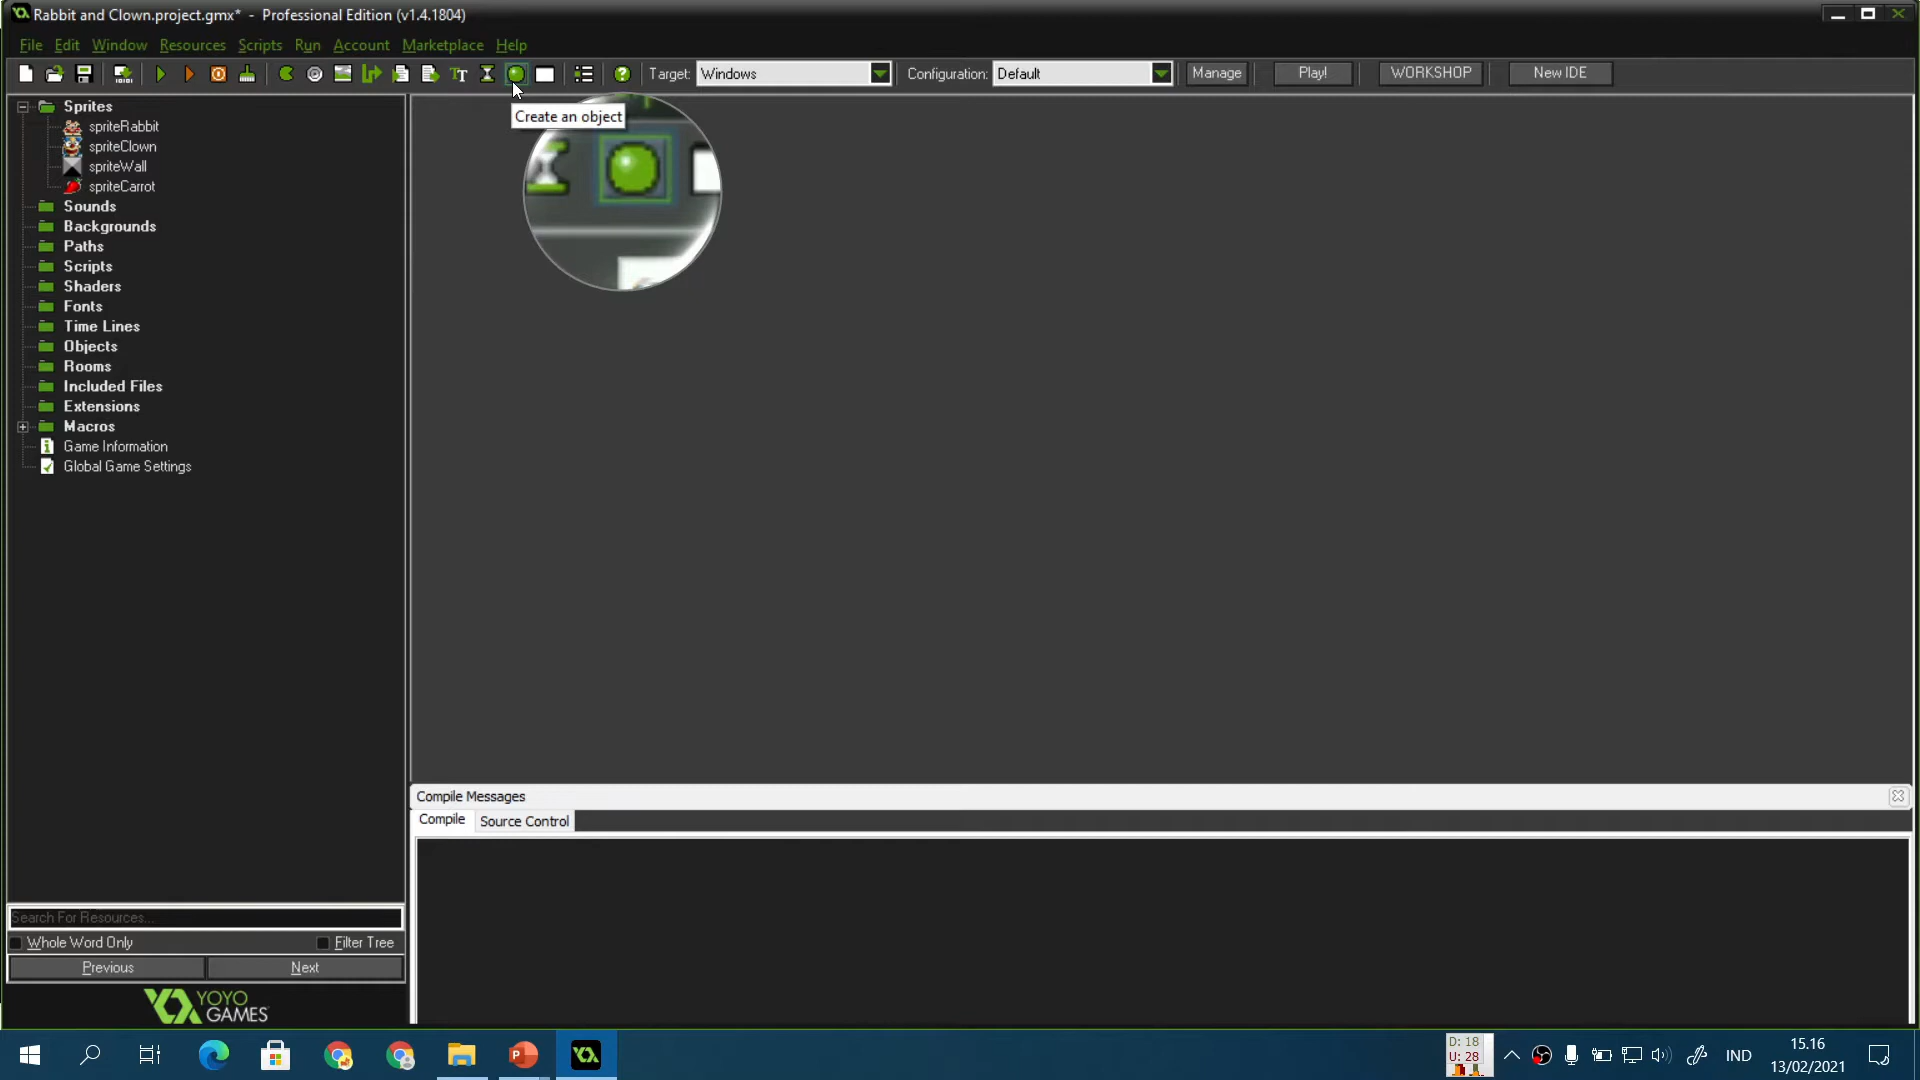 Rabbit and Clown.project.gmx* - Professional Edition (v1.4.1804)
File Edit Window Resources Scripts Run Account Marketplace Help
Target: Windows Configuration: Default Manage Play! WORKSHOP New IDE
Create an object
Sprites
spriteRabbit
spriteClown
spriteWall
spriteCarrot
Sounds
Backgrounds
Paths
Scripts
Shaders
Fonts
Time Lines
Objects
Rooms
Included Files
Extensions
Macros
Game Information
Global Game Settings
Compile Messages
Compile Source Control
Search For Resources...
Whole Word Only Filter Tree
Previous Next
YOYO
GAMES
D: 18
U: 28
IND
15.16
13/02/2021